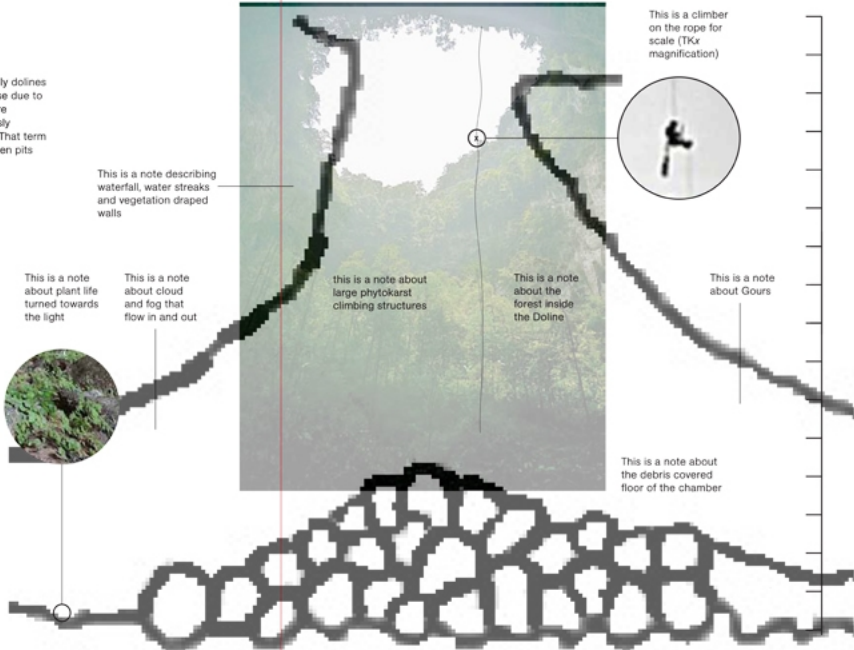 This is a climber
on the rope for
scale (TKx
magnification)
ly dolines
se due to
re
sly
That term
en pits
x
This is a note describing
waterfall, water streaks
and vegetation draped
walls
This is a note
about plant life
turned towards
the light
This is a note
about cloud
and fog that
flow in and out
this is a note about
large phytokarst
climbing structures
This is a note
about the
forest inside
the Doline
This is a note
about Gours
This is a note about
the debris covered
floor of the chamber